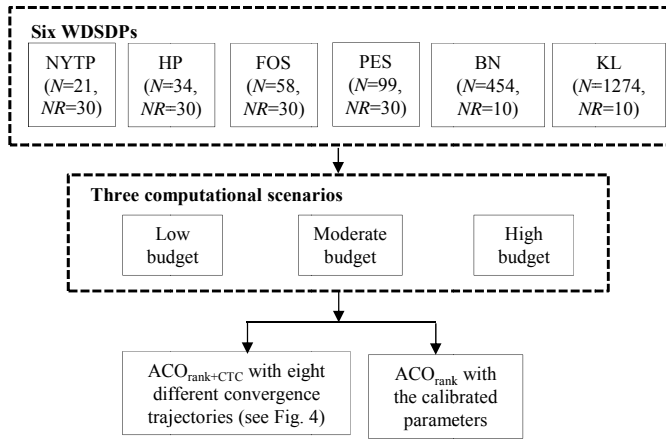 Six WDSDPs
NYTP
(N=21,
NR=30)
HP
(N=34,
NR=30)
FOS
(N=58,
NR=30)
PES
(N=99,
NR=30)
BN
(N=454,
NR=10)
KL
(N=1274,
NR=10)
Three computational scenarios
Low
budget
Moderate
budget
High
budget
ACOrank+CTC with eight
different convergence
trajectories (see Fig. 4)
ACOrank with
the calibrated
parameters